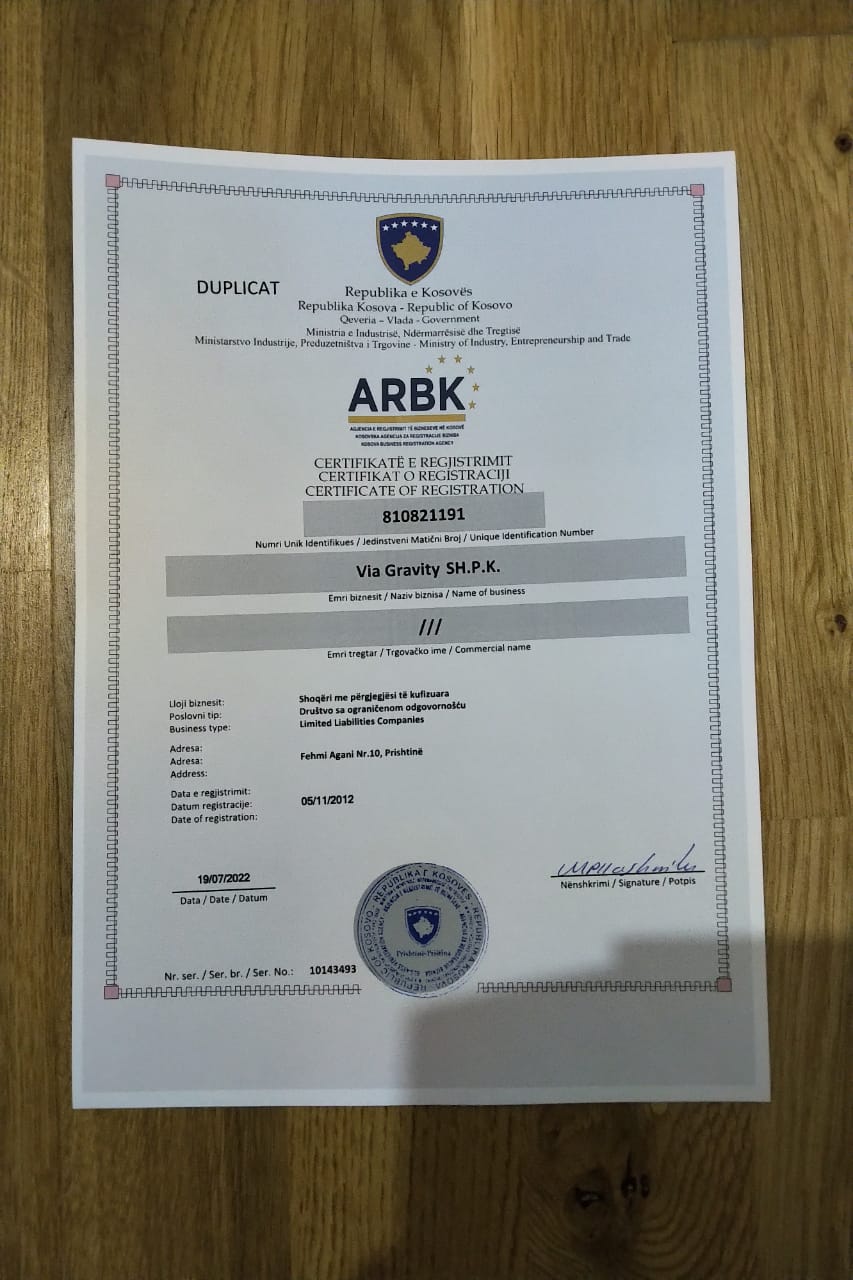 DUPLICAT
Republika e Kosovës
Republika Kosova - Republic of Kosovo
Qeveria – Vlada - Government
Ministria e Industrisë, Ndërmarrësisë dhe Tregtisë
Ministarstvo Industrije, Preduzetništva i Trgovine - Ministry of Industry, Entrepreneurship and Trade
ARBK
AGJENCIA E REGJISTRIMIT TË BIZNESEVE NË KOSOVË
KOSOVSKA AGENCIJA ZA REGISTRACIJE BIZNISA
KOSOVO BUSINESS REGISTRATION AGENCY
CERTIFIKATË E REGJISTRIMIT
CERTIFIKAT O REGISTRACIJI
CERTIFICATE OF REGISTRATION
810821191
Numri Unik Identifikues / Jedinstveni Matični Broj / Unique Identification Number
Via Gravity SH.P.K.
Emri biznesit / Naziv biznisa / Name of business
///
Emri tregtar / Trgovačko ime / Commercial name
Lloji biznesit: Shoqëri me përgjegjësi të kufizuara
Poslovni tip: Društvo sa ograničenom odgovornošću
Business type: Limited Liabilities Companies
Adresa:
Adresa: Fehmi Agani Nr.10, Prishtinë
Address:
Data e regjistrimit:
Datum registracije: 05/11/2012
Date of registration:
19/07/2022
Data / Date / Datum
Nënshkrimi / Signature / Potpis
REPUBLIKA E KOSOVËS
REPUBLIKA KOSOVA
REPUBLIC OF KOSOVO
Prishtinë-Priština
Nr. ser. / Ser. br. / Ser. No.: 10143493